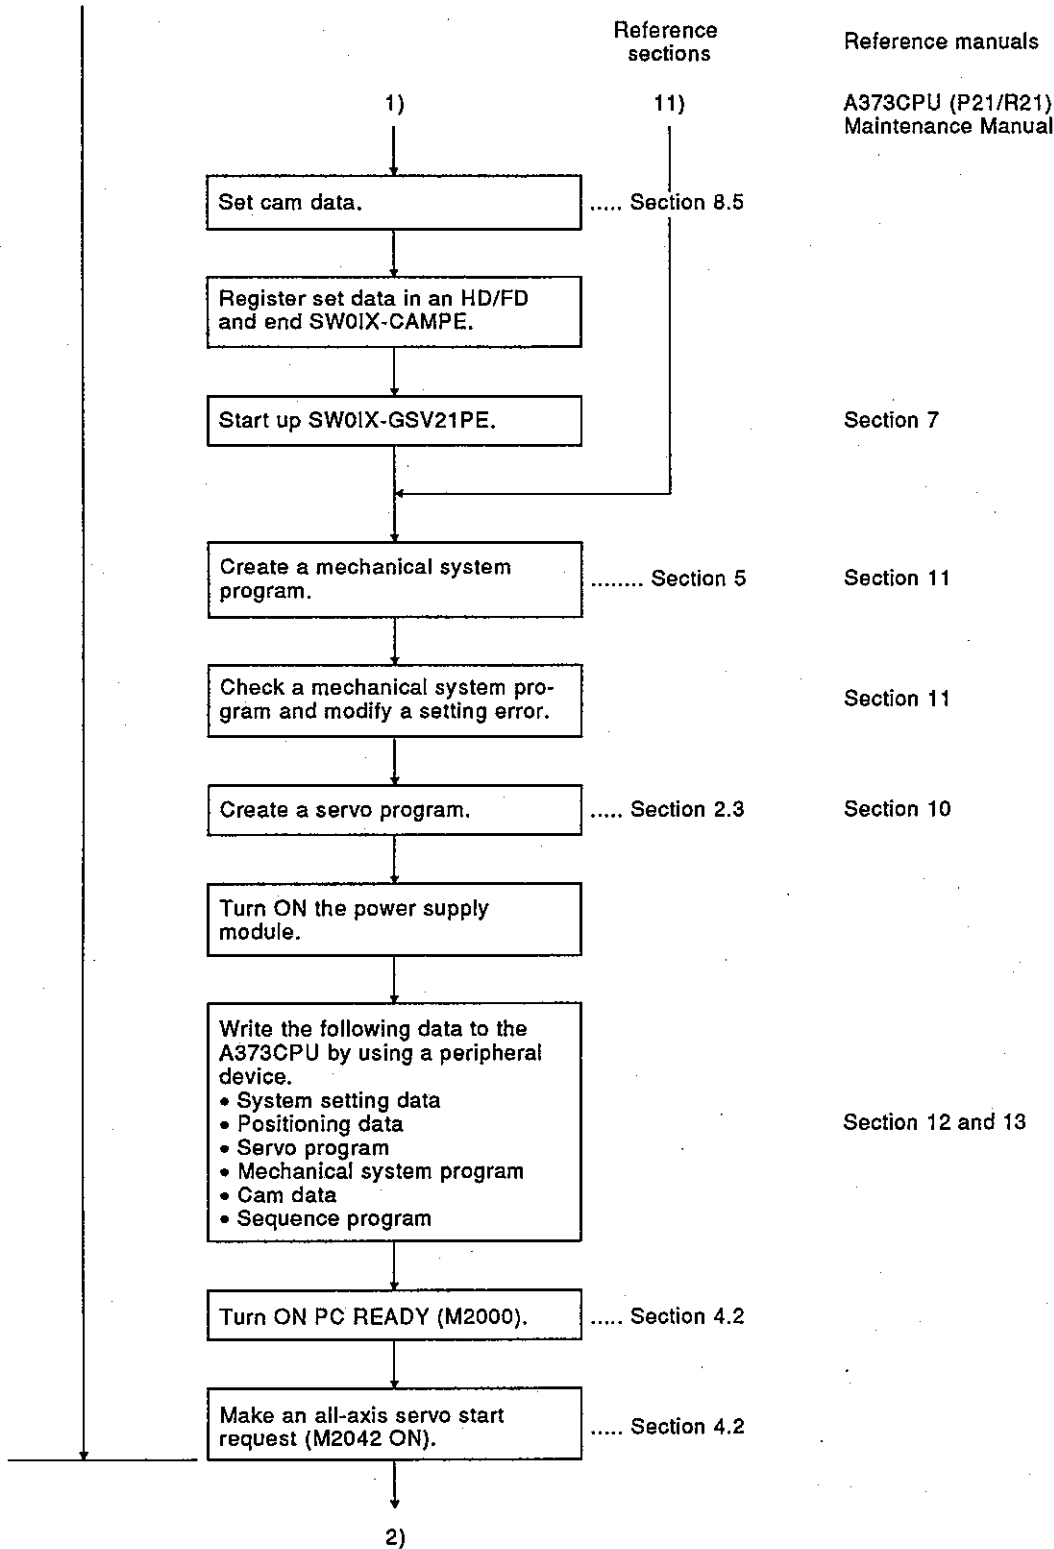 Reference
sections
Reference manuals
1)
11)
A373CPU (P21/R21)
Maintenance Manual
Set cam data.
..... Section 8.5
Register set data in an HD/FD
and end SW0IX-CAMPE.
Start up SW0IX-GSV21PE.
Section 7
Create a mechanical system
program.
........ Section 5
Section 11
Check a mechanical system pro-
gram and modify a setting error.
Section 11
Create a servo program.
..... Section 2.3
Section 10
Turn ON the power supply
module.
Write the following data to the
A373CPU by using a peripheral
device.
• System setting data
• Positioning data
• Servo program
• Mechanical system program
• Cam data
• Sequence program
Section 12 and 13
Turn ON PC READY (M2000).
..... Section 4.2
Make an all-axis servo start
request (M2042 ON).
..... Section 4.2
2)